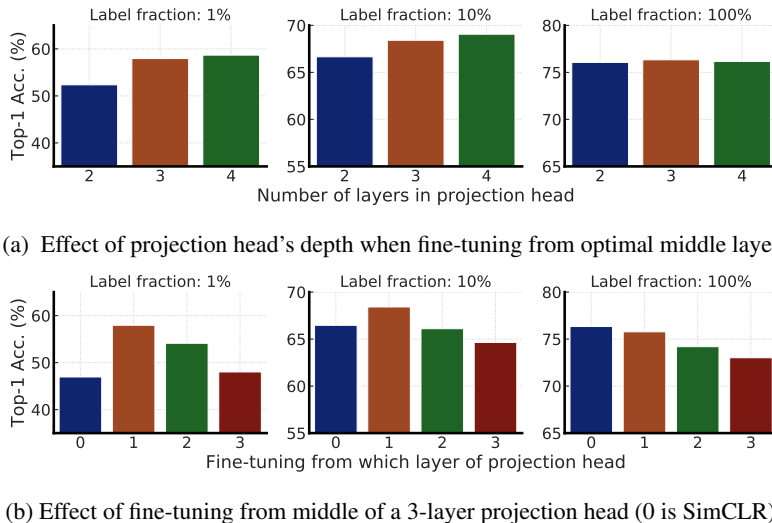 Label fraction: 1% Label fraction: 10% Label fraction: 100%
Top-1 Acc. (%)
60
50
40
70
65
60
55
80
75
70
65
2 3 4 2 3 4 2 3 4
Number of layers in projection head
(a) Effect of projection head's depth when fine-tuning from optimal middle laye
Label fraction: 1% Label fraction: 10% Label fraction: 100%
Top-1 Acc. (%)
60
50
40
70
65
60
55
80
75
70
65
0 1 2 3 0 1 2 3 0 1 2 3
Fine-tuning from which layer of projection head
(b) Effect of fine-tuning from middle of a 3-layer projection head (0 is SimCLR)